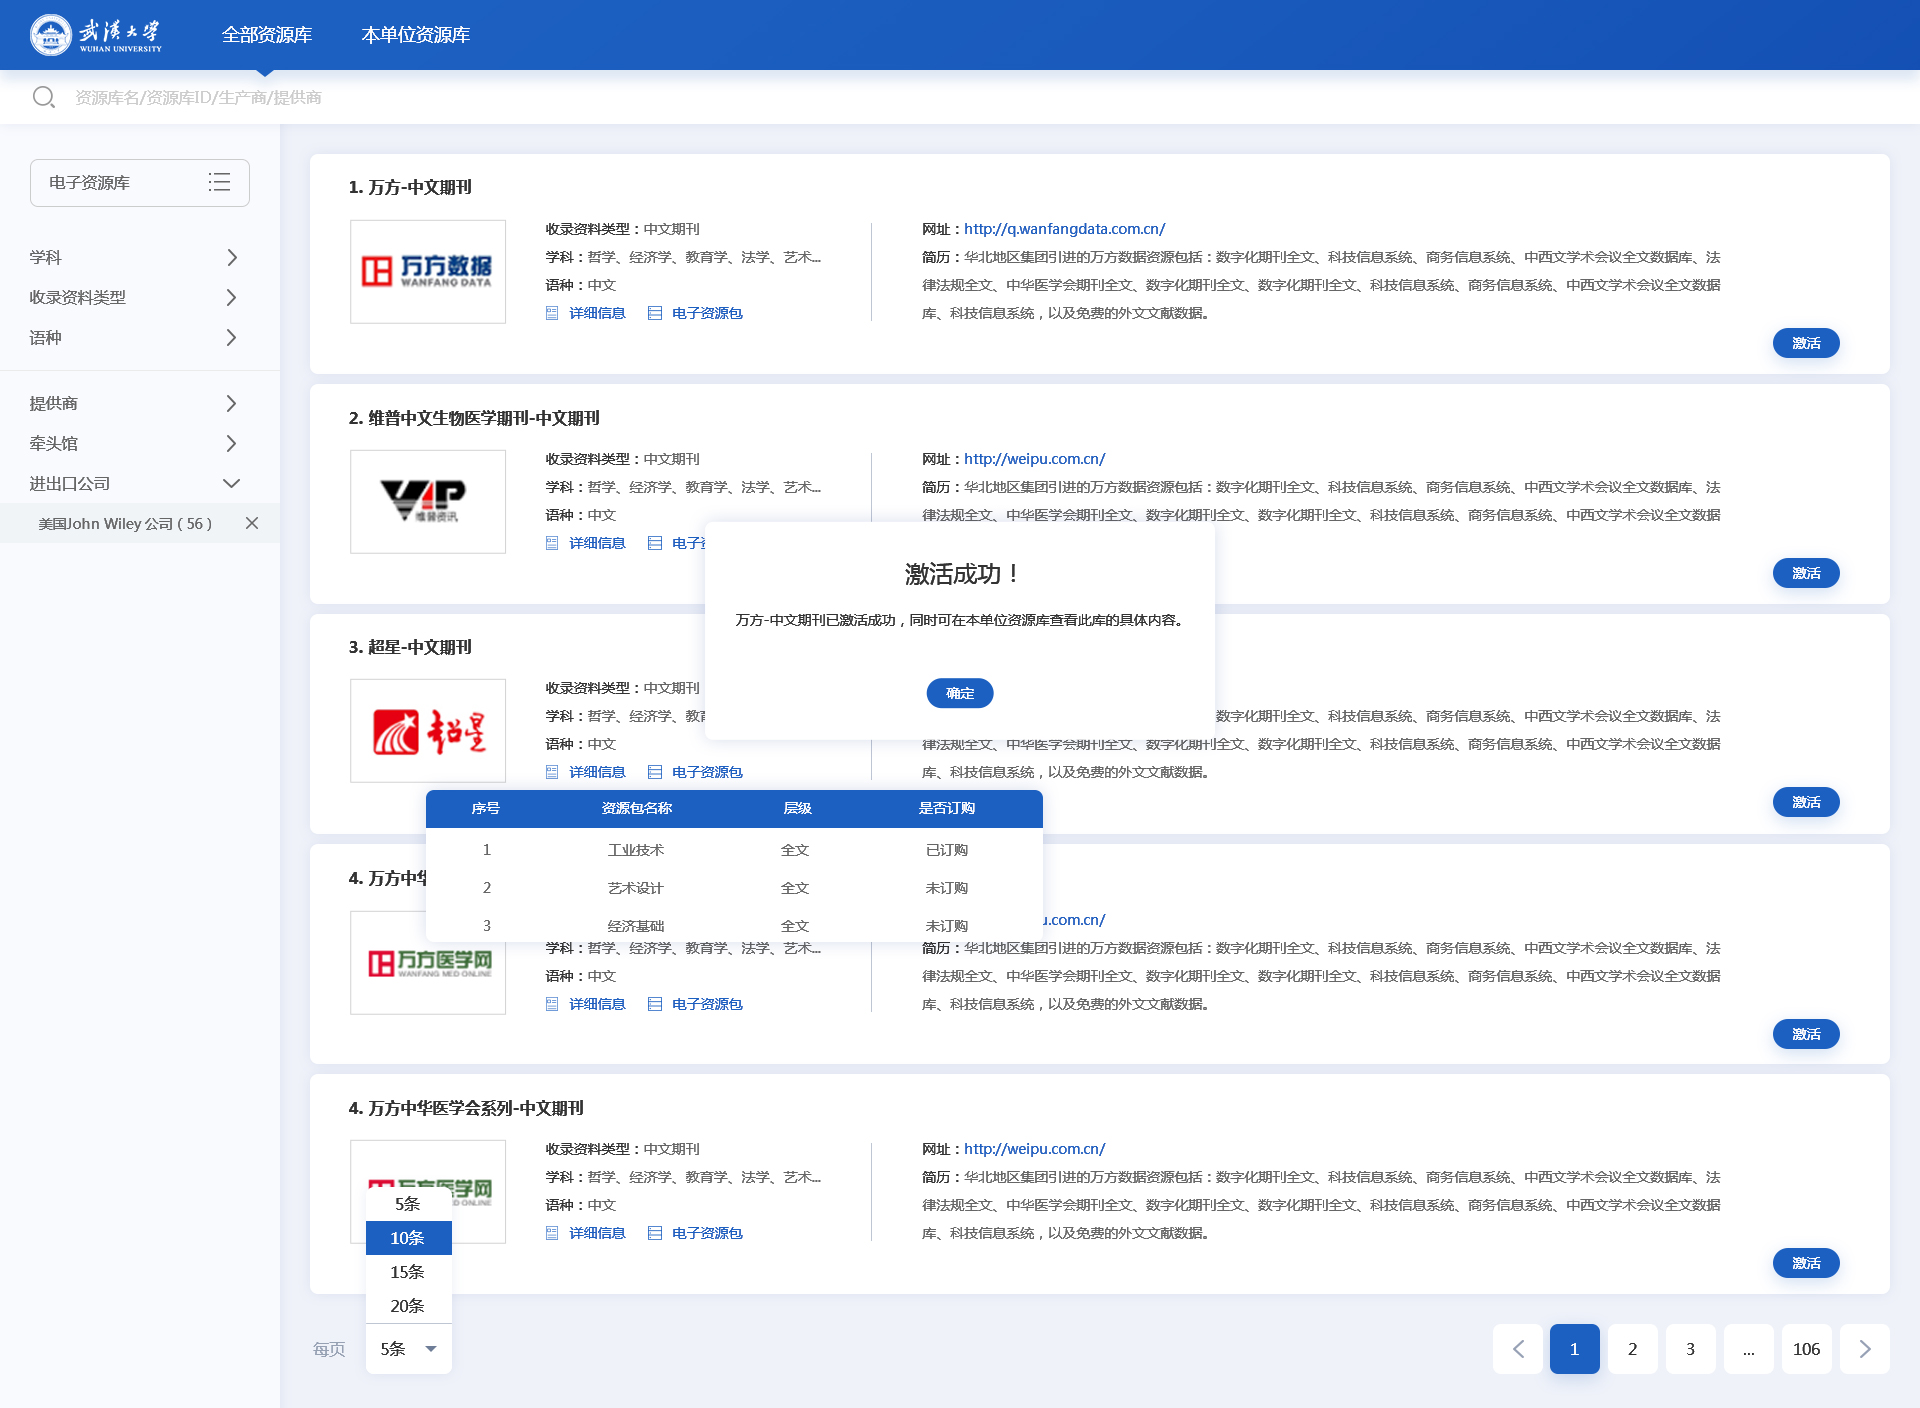 武汉大学
WUHAN UNIVERSITY
全部资源库
本单位资源库
资源库名/资源库ID/生产商/提供商
电子资源库
学科
收录资料类型
语种
提供商
牵头馆
进出口公司
美国John Wiley 公司（56）
1. 万方-中文期刊
万方数据
WANFANG DATA
收录资料类型：中文期刊
学科：哲学、经济学、教育学、法学、艺术...
语种：中文
详细信息
电子资源包
网址：http://q.wanfangdata.com.cn/
简历：华北地区集团引进的万方数据资源包括：数字化期刊全文、科技信息系统、商务信息系统、中西文学术会议全文数据库、法
律法规全文、中华医学会期刊全文、数字化期刊全文、数字化期刊全文、科技信息系统、商务信息系统、中西文学术会议全文数据
库、科技信息系统，以及免费的外文文献数据。
激活
2. 维普中文生物医学期刊-中文期刊
VIP
维普资讯
收录资料类型：中文期刊
学科：哲学、经济学、教育学、法学、艺术...
语种：中文
详细信息
电子
网址：http://weipu.com.cn/
简历：华北地区集团引进的万方数据资源包括：数字化期刊全文、科技信息系统、商务信息系统、中西文学术会议全文数据库、法
律法规全文、中华医学会期刊全文、数字化期刊全文、数字化期刊全文、科技信息系统、商务信息系统、中西文学术会议全文数据
激活
激活成功！
万方-中文期刊已激活成功，同时可在本单位资源库查看此库的具体内容。
确定
3. 超星-中文期刊
超星
收录资料类型：中文期刊
学科：哲学、经济学、教
语种：中文
详细信息
电子资源包
数字化期刊全文、科技信息系统、商务信息系统、中西文学术会议全文数据库、法
律法规全文、中华医学会期刊全文、数字化期刊全文、数字化期刊全文、科技信息系统、商务信息系统、中西文学术会议全文数据
库、科技信息系统，以及免费的外文文献数据。
激活
序号 资源包名称 层级 是否订购
1 工业技术 全文 已订购
2 艺术设计 全文 未订购
3 经济基础 全文 未订购
4. 万方中
万方医学网
WANFANG MED ONLINE
学科：哲学、经济学、教育学、法学、艺术...
语种：中文
详细信息
电子资源包
.com.cn/
简历：华北地区集团引进的万方数据资源包括：数字化期刊全文、科技信息系统、商务信息系统、中西文学术会议全文数据库、法
律法规全文、中华医学会期刊全文、数字化期刊全文、数字化期刊全文、科技信息系统、商务信息系统、中西文学术会议全文数据
库、科技信息系统，以及免费的外文文献数据。
激活
4. 万方中华医学会系列-中文期刊
医学网
MED ONLINE
收录资料类型：中文期刊
学科：哲学、经济学、教育学、法学、艺术...
语种：中文
详细信息
电子资源包
网址：http://weipu.com.cn/
简历：华北地区集团引进的万方数据资源包括：数字化期刊全文、科技信息系统、商务信息系统、中西文学术会议全文数据库、法
律法规全文、中华医学会期刊全文、数字化期刊全文、数字化期刊全文、科技信息系统、商务信息系统、中西文学术会议全文数据
库、科技信息系统，以及免费的外文文献数据。
激活
5条
10条
15条
20条
每页
5条
1 2 3 ... 106